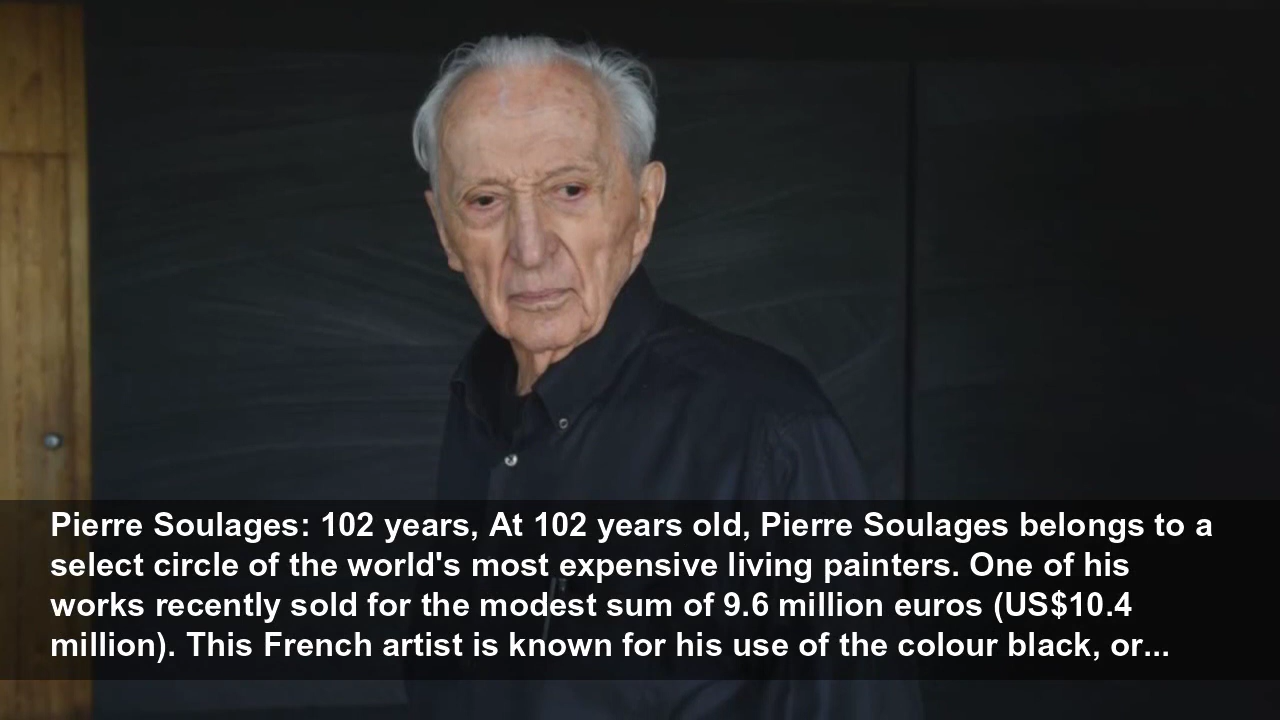 Pierre Soulages: 102 years, At 102 years old, Pierre Soulages belongs to a
select circle of the world's most expensive living painters. One of his
works recently sold for the modest sum of 9.6 million euros (US$10.4
million). This French artist is known for his use of the colour black, or...